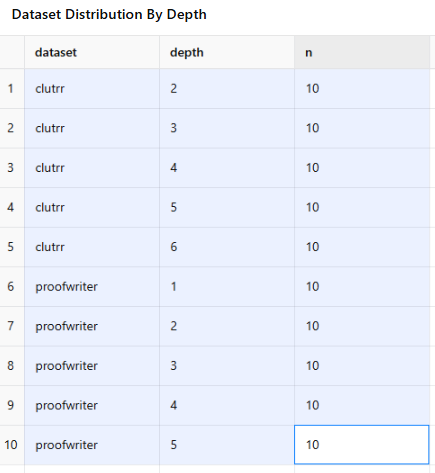 Dataset Distribution By Depth
dataset depth n
1 clutrr 2 10
2 clutrr 3 10
3 clutrr 4 10
4 clutrr 5 10
5 clutrr 6 10
6 proofwriter 1 10
7 proofwriter 2 10
8 proofwriter 3 10
9 proofwriter 4 10
10 proofwriter 5 10